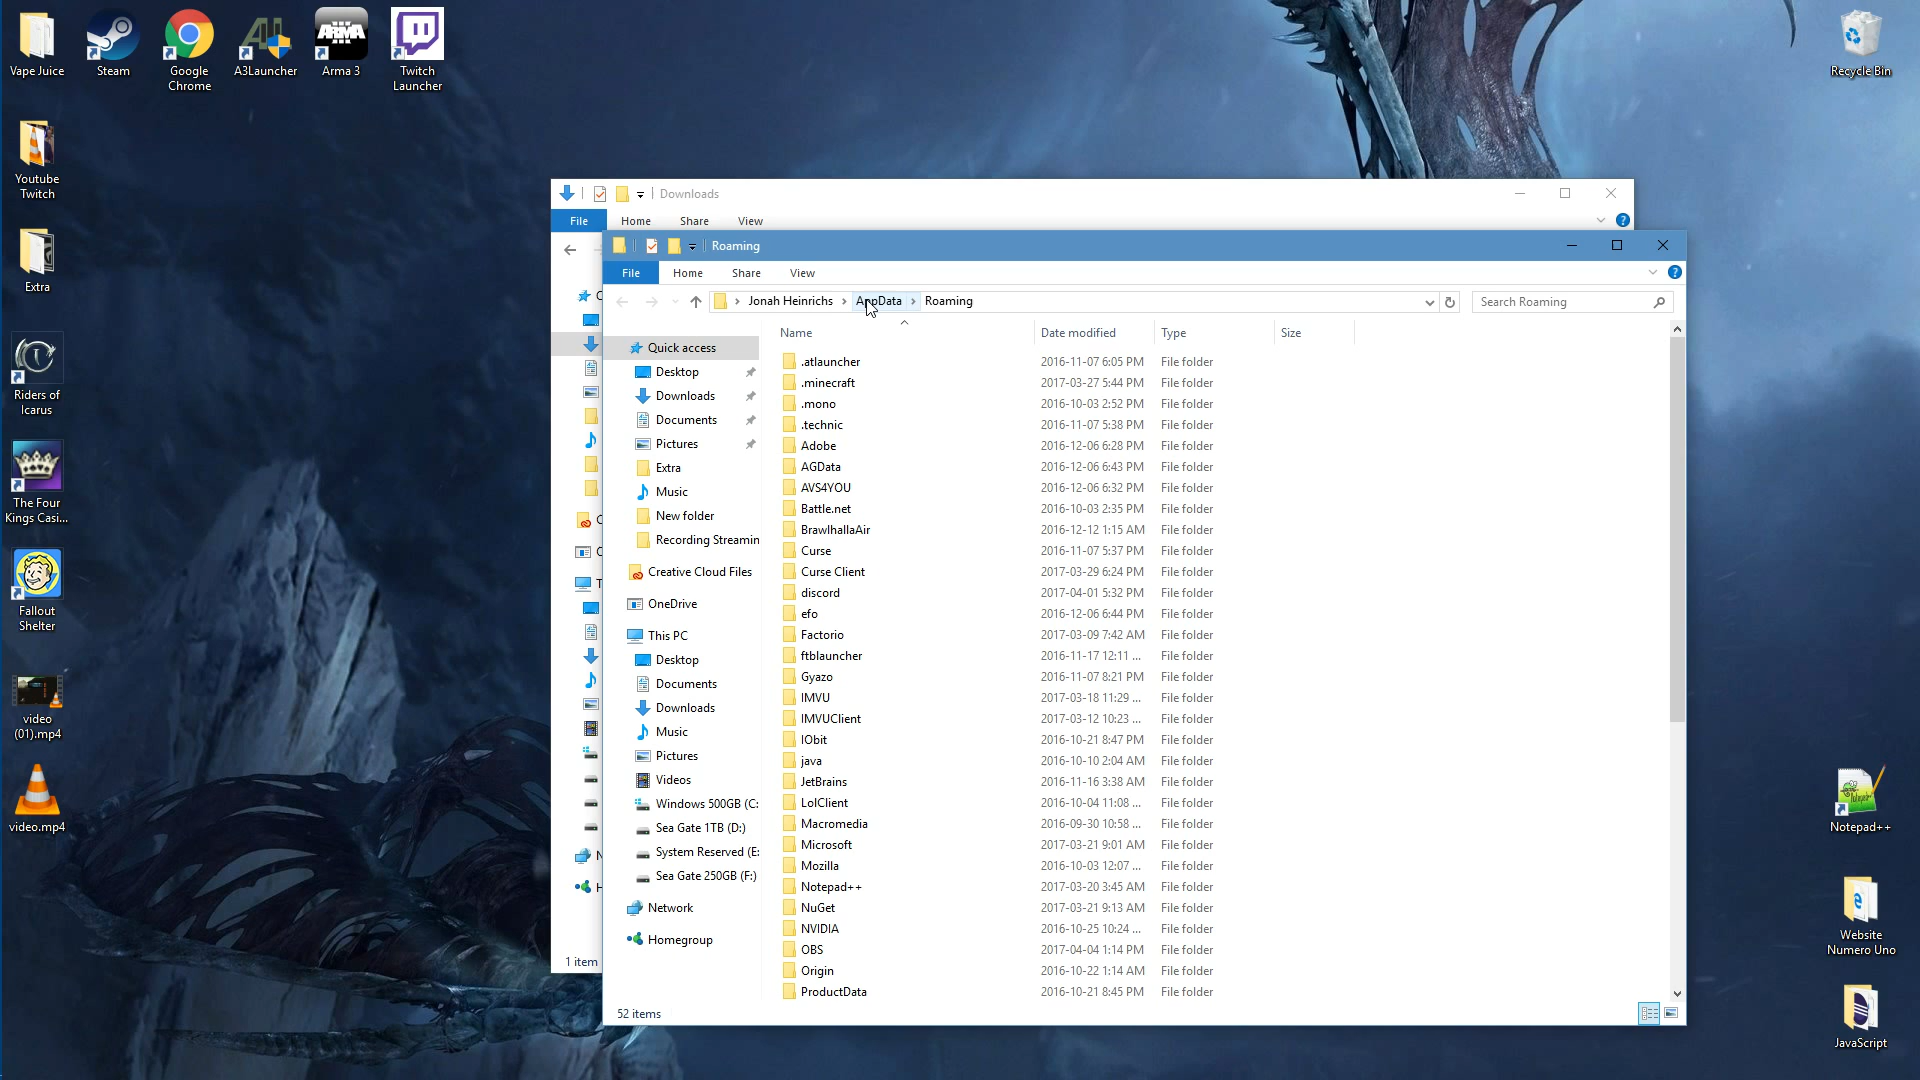 Vape Juice
Steam
Google
Chrome
A3Launcher
ARMA
Arma 3
Twitch
Launcher
Recycle Bin
Youtube
Twitch
Extra
Riders of
Icarus
The Four
Kings Casi...
Fallout
Shelter
video
(01).mp4
video.mp4
Notepad++
Website
Numero Uno
JavaScript
Downloads
File Home Share View
1 item
Roaming
File Home Share View
Jonah Heinrichs AppData Roaming
Search Roaming
Quick access
Desktop
Downloads
Documents
Pictures
Extra
Music
New folder
Recording Streamin
Creative Cloud Files
OneDrive
This PC
Desktop
Documents
Downloads
Music
Pictures
Videos
Windows 500GB (C:
Sea Gate 1TB (D:)
System Reserved (E:
Sea Gate 250GB (F:)
Network
Homegroup
Name Date modified Type Size
.atlauncher 2016-11-07 6:05 PM File folder
.minecraft 2017-03-27 5:44 PM File folder
.mono 2016-10-03 2:52 PM File folder
.technic 2016-11-07 5:38 PM File folder
Adobe 2016-12-06 6:28 PM File folder
AGData 2016-12-06 6:43 PM File folder
AVS4YOU 2016-12-06 6:32 PM File folder
Battle.net 2016-10-03 2:35 PM File folder
BrawlhallaAir 2016-12-12 1:15 AM File folder
Curse 2016-11-07 5:37 PM File folder
Curse Client 2017-03-29 6:24 PM File folder
discord 2017-04-01 5:32 PM File folder
efo 2016-12-06 6:44 PM File folder
Factorio 2017-03-09 7:42 AM File folder
ftblauncher 2016-11-17 12:11 ... File folder
Gyazo 2016-11-07 8:21 PM File folder
IMVU 2017-03-18 11:29 ... File folder
IMVUClient 2017-03-12 10:23 ... File folder
IObit 2016-10-21 8:47 PM File folder
java 2016-10-10 2:04 AM File folder
JetBrains 2016-11-16 3:38 AM File folder
LolClient 2016-10-04 11:08 ... File folder
Macromedia 2016-09-30 10:58 ... File folder
Microsoft 2017-03-21 9:01 AM File folder
Mozilla 2016-10-03 12:07 ... File folder
Notepad++ 2017-03-20 3:45 AM File folder
NuGet 2017-03-21 9:13 AM File folder
NVIDIA 2016-10-25 10:24 ... File folder
OBS 2017-04-04 1:14 PM File folder
Origin 2016-10-22 1:14 AM File folder
ProductData 2016-10-21 8:45 PM File folder
52 items